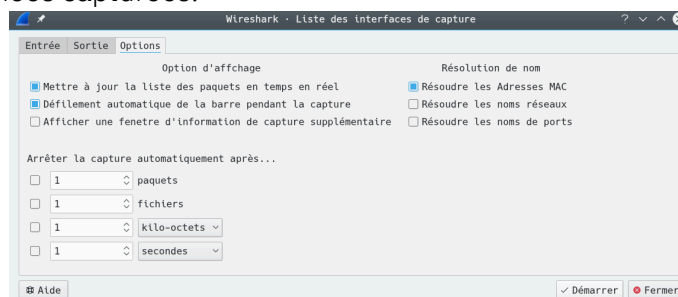 Wireshark · Liste des interfaces de capture
Entrée Sortie Options
Option d'affchage
Résolution de nom
Mettre à jour la liste des paquets en temps en réel
Résoudre les Adresses MAC
Défilement automatique de la barre pendant la capture
Résoudre les noms réseaux
Afficher une fenetre d'information de capture supplémentaire
Résoudre les noms de ports
Arrêter la capture automatiquement après...
1 paquets
1 fichiers
1 kilo-octets
1 secondes
Aide
Démarrer
Fermer